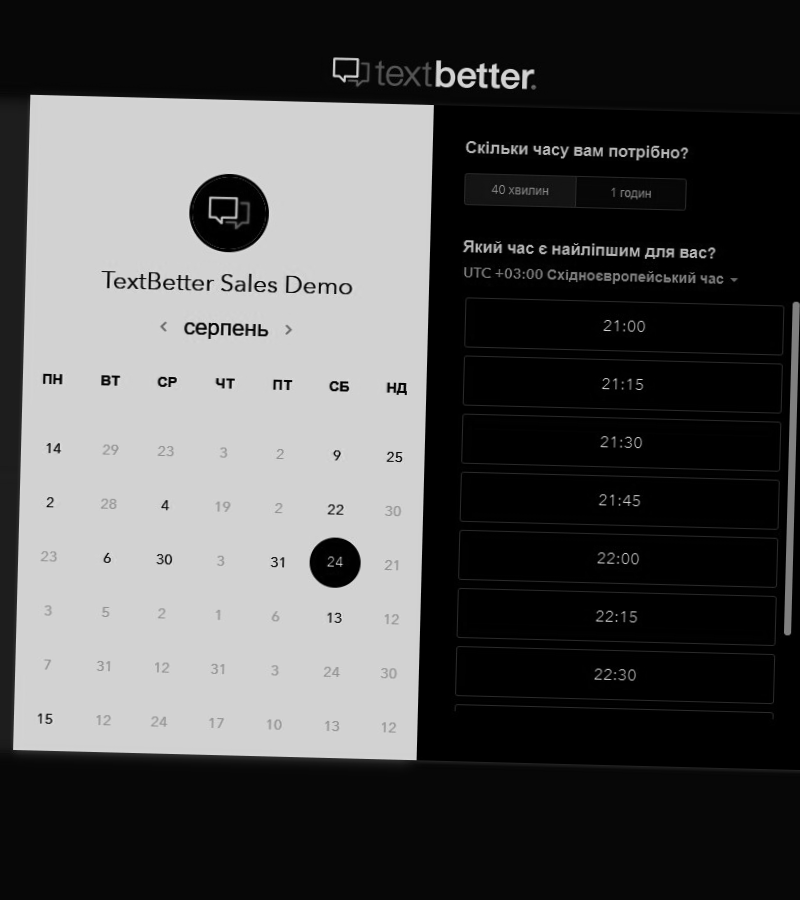 textbetter.
TextBetter Sales Demo
серпень
ПН ВТ СР ЧТ ПТ СБ НД
14 29 23 3 2 9 25
2 28 4 19 2 22 30
23 6 30 3 31 24 21
3 5 2 1 6 13 12
7 31 12 31 3 24 30
15 12 24 17 10 13 12
Скільки часу вам потрібно?
40 хвилин 1 годин
Який час є найліпшим для вас?
UTC +03:00 Східноєвропейський час
21:00
21:15
21:30
21:45
22:00
22:15
22:30